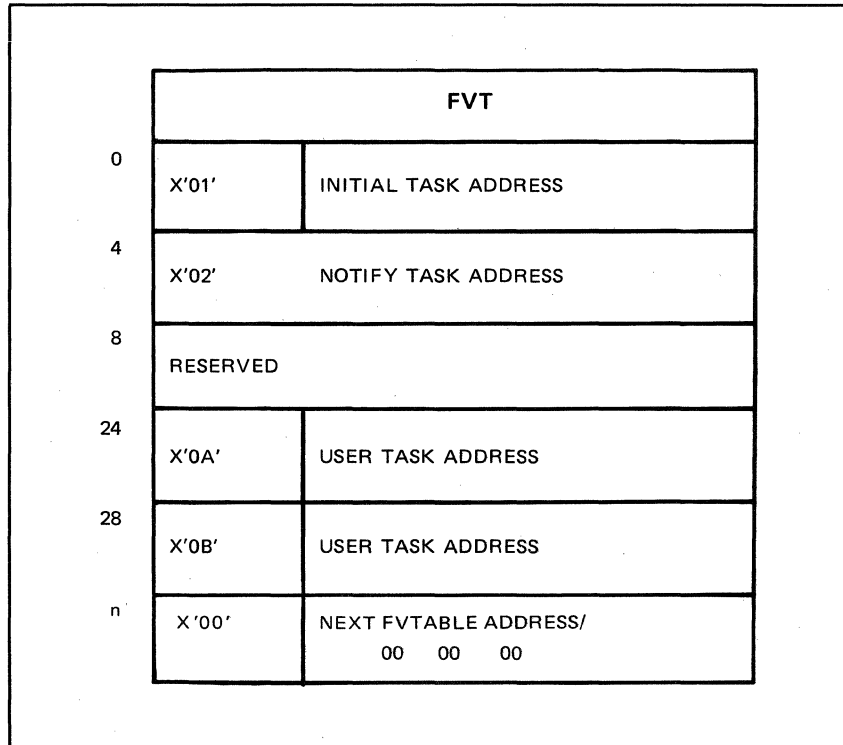 FVT
0
X'01' INITIAL TASK ADDRESS
4
X'02' NOTIFY TASK ADDRESS
8
RESERVED
24
X'0A' USER TASK ADDRESS
28
X'0B' USER TASK ADDRESS
n
X'00' NEXT FVTABLE ADDRESS/
00 00 00